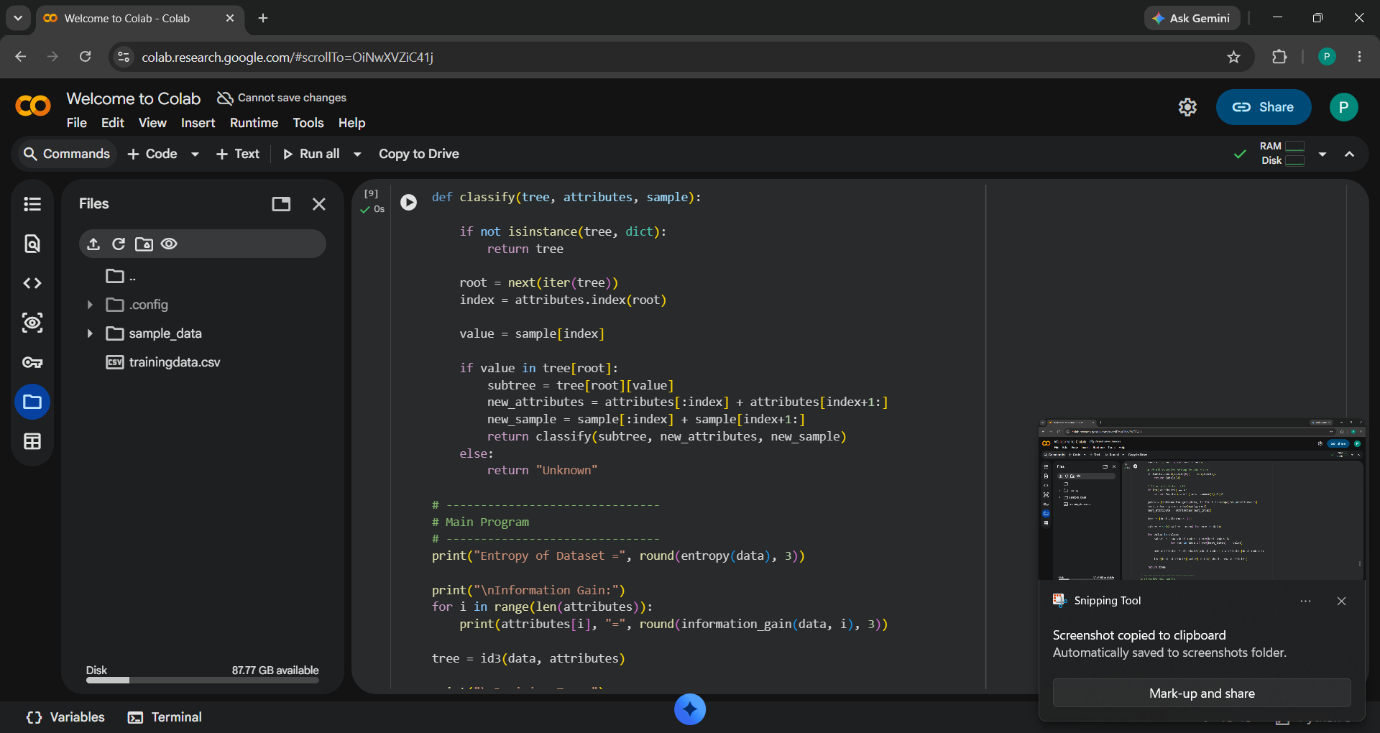 Welcome to Colab - Colab
Ask Gemini
colab.research.google.com/#scrollTo=OiNwXVZiC41j
P
Welcome to Colab
Cannot save changes
File Edit View Insert Runtime Tools Help
Share
P
Commands + Code + Text Run all Copy to Drive
RAM
Disk
Files
..
.config
sample_data
CSV trainingdata.csv
Disk 87.77 GB available
[9]
0s
def classify(tree, attributes, sample):
if not isinstance(tree, dict):
return tree
root = next(iter(tree))
index = attributes.index(root)
value = sample[index]
if value in tree[root]:
subtree = tree[root][value]
new_attributes = attributes[:index] + attributes[index+1:]
new_sample = sample[:index] + sample[index+1:]
return classify(subtree, new_attributes, new_sample)
else:
return "Unknown"
# -------------------------------
# Main Program
# -------------------------------
print("Entropy of Dataset =", round(entropy(data), 3))
print("\nInformation Gain:")
for i in range(len(attributes)):
print(attributes[i], "=", round(information_gain(data, i), 3))
tree = id3(data, attributes)
Snipping Tool
Screenshot copied to clipboard
Automatically saved to screenshots folder.
Mark-up and share
{} Variables Terminal